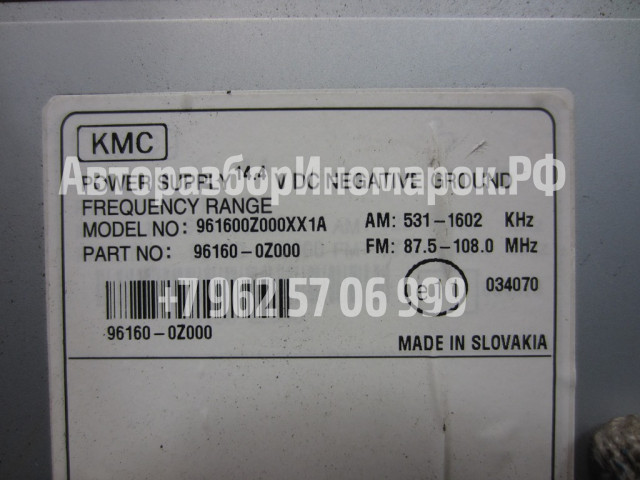 KMC
АвторазборИномарок.РФ
POWER SUPPLY 14.4 V DC NEGATIVE GROUND
FREQUENCY RANGE
MODEL NO: 961600Z000XX1A AM: 531-1602 KHz
PART NO: 96160-0Z000 FM: 87.5-108.0 MHz
034070
+7 962 57 06 999
96160-0Z000
MADE IN SLOVAKIA